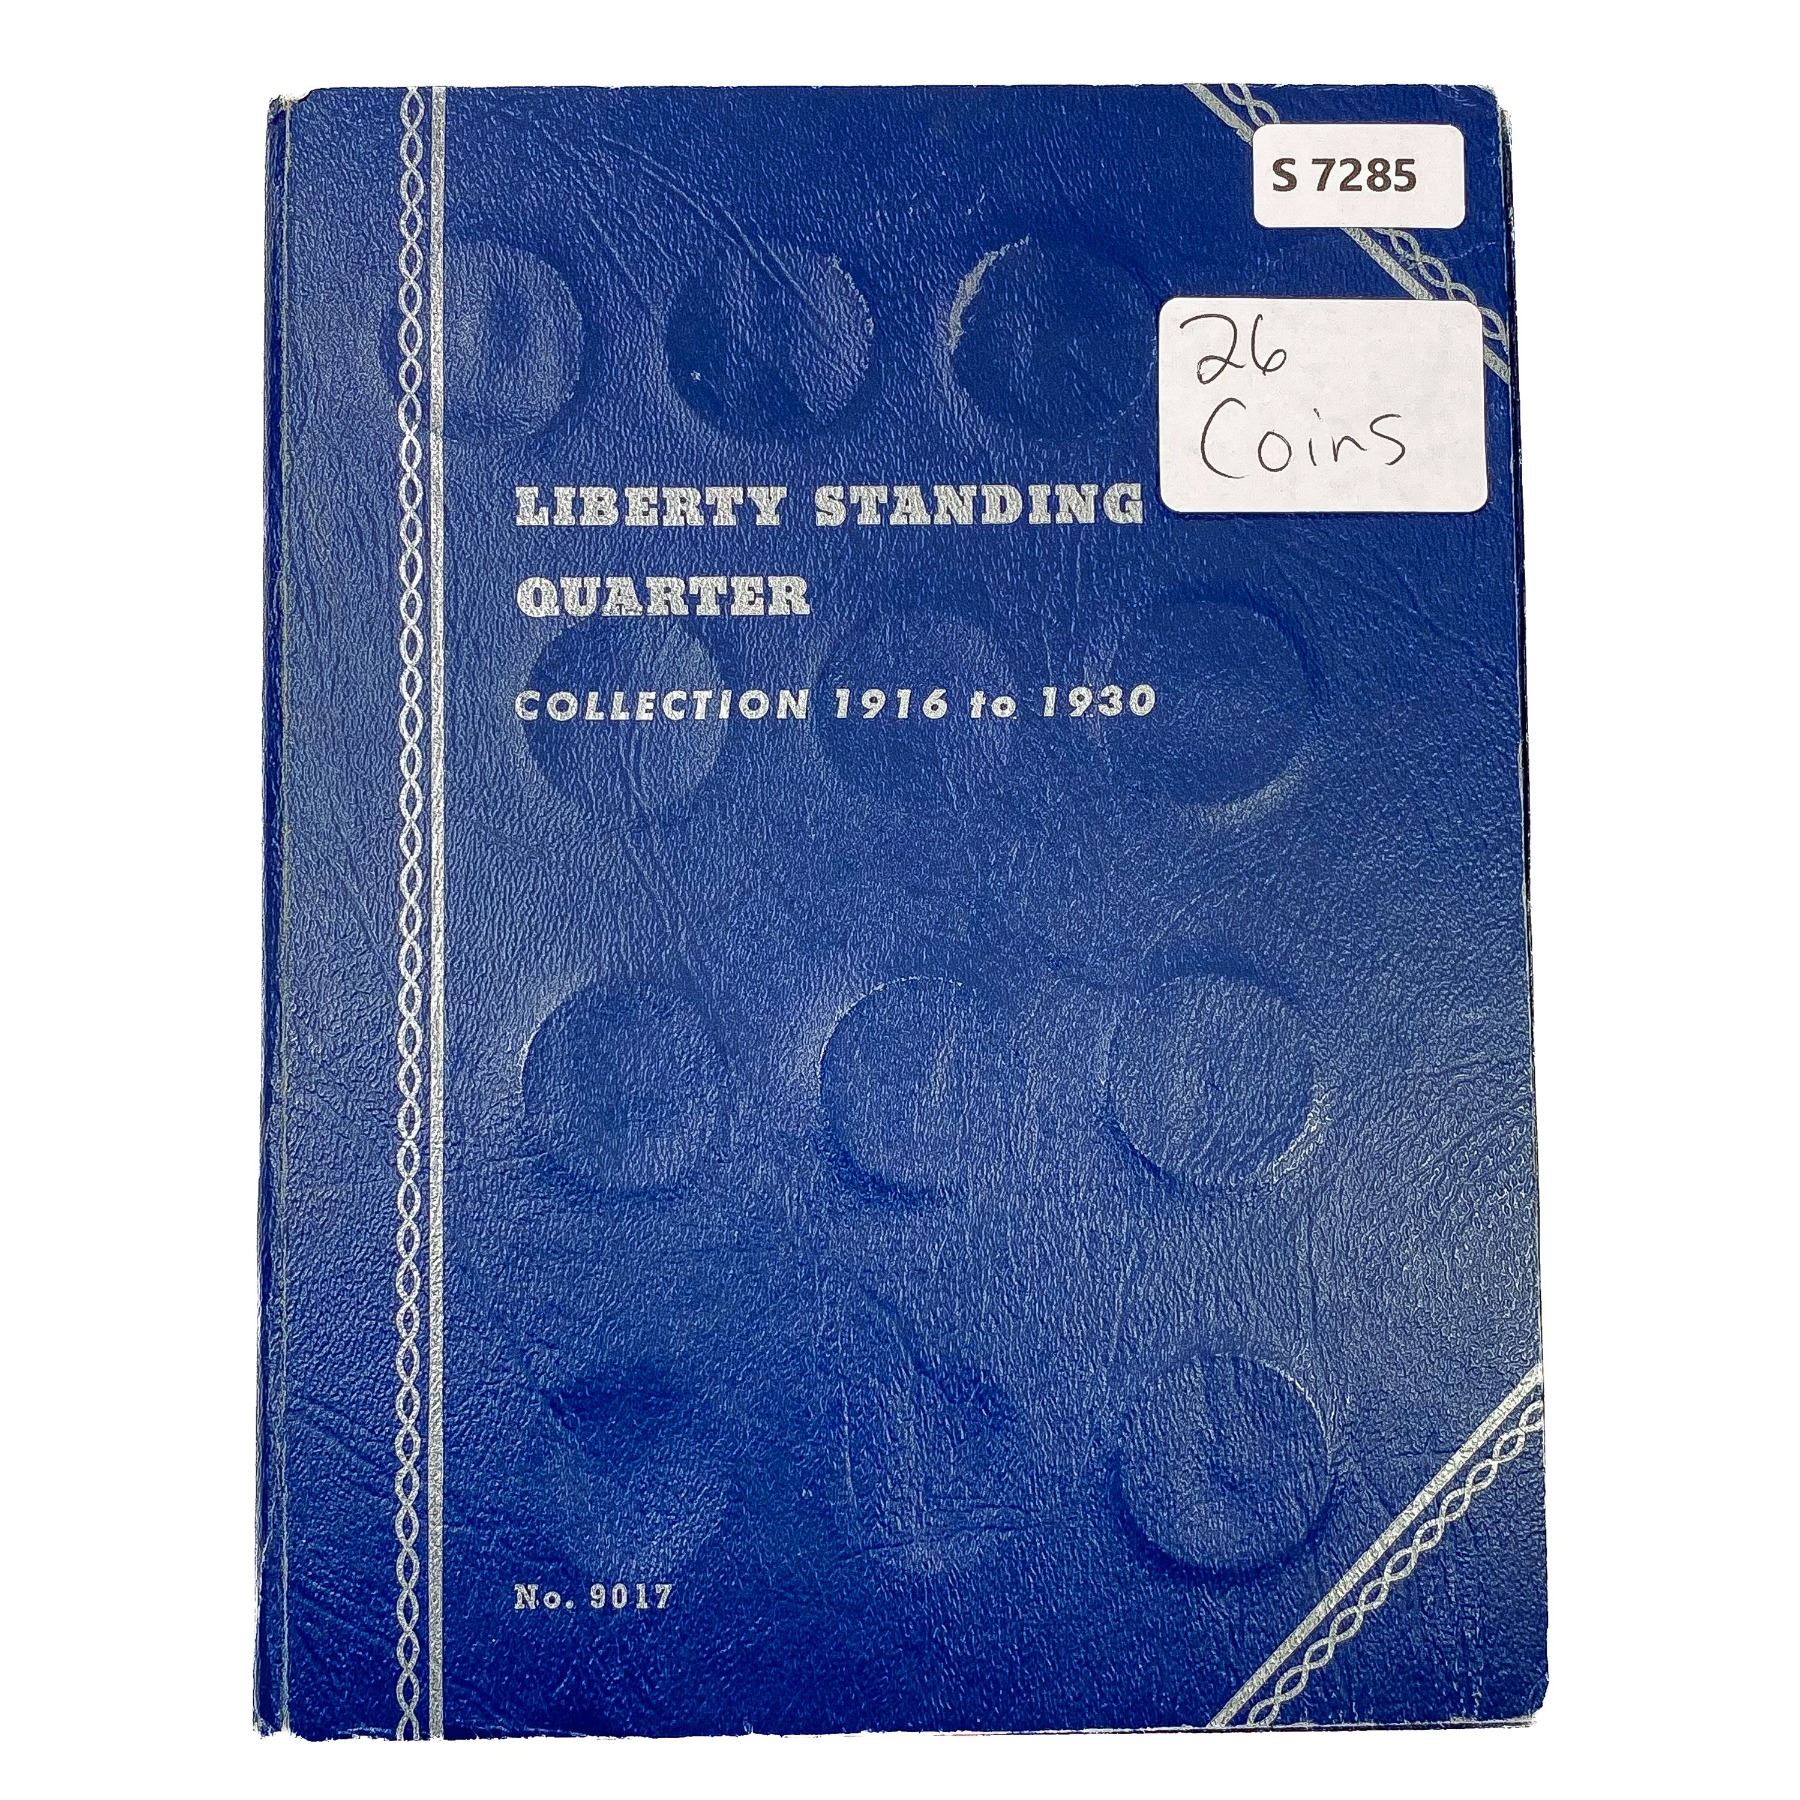 S 7285
26
Coins
LIBERTY STANDING
QUARTER
COLLECTION 1916 to 1930
No. 9017